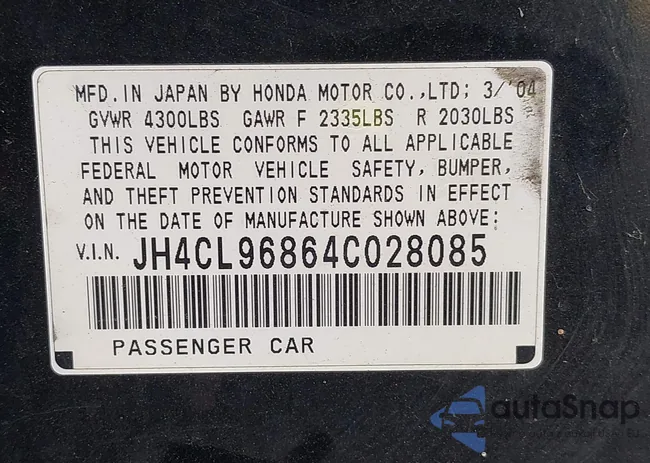 MFD. IN JAPAN BY HONDA MOTOR CO.,LTD; 3/'04
GVWR 4300LBS GAWR F 2335LBS R 2030LBS
THIS VEHICLE CONFORMS TO ALL APPLICABLE
FEDERAL MOTOR VEHICLE SAFETY, BUMPER,
AND THEFT PREVENTION STANDARDS IN EFFECT
ON THE DATE OF MANUFACTURE SHOWN ABOVE:
V.I.N. JH4CL96864C028085
PASSENGER CAR
autoSnap